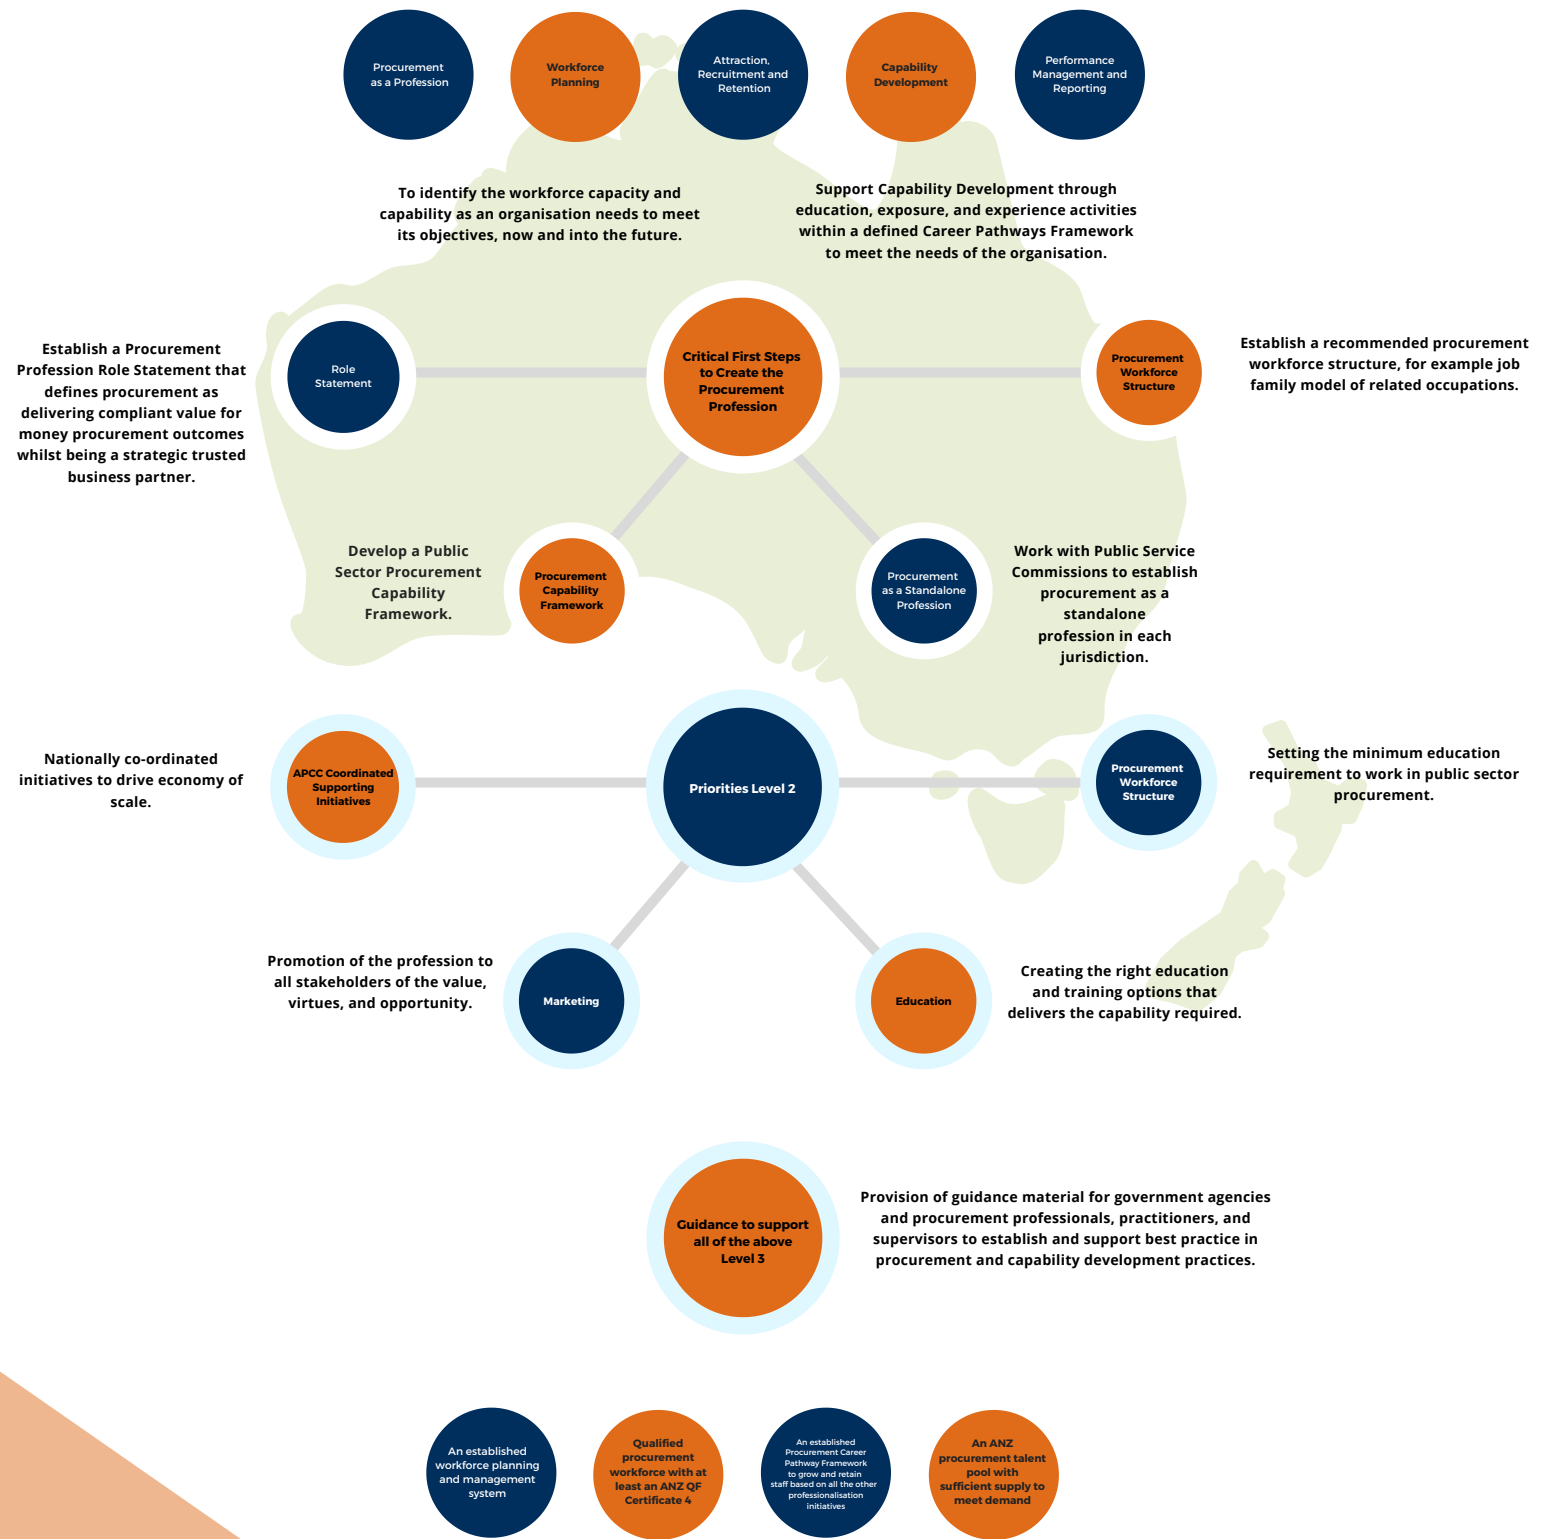 Procurement
as a Profession
Workforce
Planning
Attraction,
Recruitment and
Retention
Capability
Development
Performance
Management and
Reporting
To identify the workforce capacity and
capability as an organisation needs to meet
its objectives, now and into the future.
Support Capability Development through
education, exposure, and experience activities
within a defined Career Pathways Framework
to meet the needs of the organisation.
Establish a Procurement
Profession Role Statement that
defines procurement as
delivering compliant value for
money procurement outcomes
whilst being a strategic trusted
business partner.
Role
Statement
Critical First Steps
to Create the
Procurement
Profession
Procurement
Workforce
Structure
Establish a recommended procurement
workforce structure, for example job
family model of related occupations.
Develop a Public
Sector Procurement
Capability
Framework.
Procurement
Capability
Framework
Procurement
as a Standalone
Profession
Work with Public Service
Commissions to establish
procurement as a
standalone
profession in each
jurisdiction.
Nationally co-ordinated
initiatives to drive economy of
scale.
APCC Coordinated
Supporting
Initiatives
Priorities Level 2
Procurement
Workforce
Structure
Setting the minimum education
requirement to work in public sector
procurement.
Promotion of the profession to
all stakeholders of the value,
virtues, and opportunity.
Marketing
Education
Creating the right education
and training options that
delivers the capability required.
Guidance to support
all of the above
Level 3
Provision of guidance material for government agencies
and procurement professionals, practitioners, and
supervisors to establish and support best practice in
procurement and capability development practices.
An established
workforce planning
and management
system
Qualified
procurement
workforce with at
least an ANZ QF
Certificate 4
An established
Procurement Career
Pathway Framework
to grow and retain
staff based on all the other
professionalisation
initiatives
An ANZ
procurement talent
pool with
sufficient supply to
meet demand